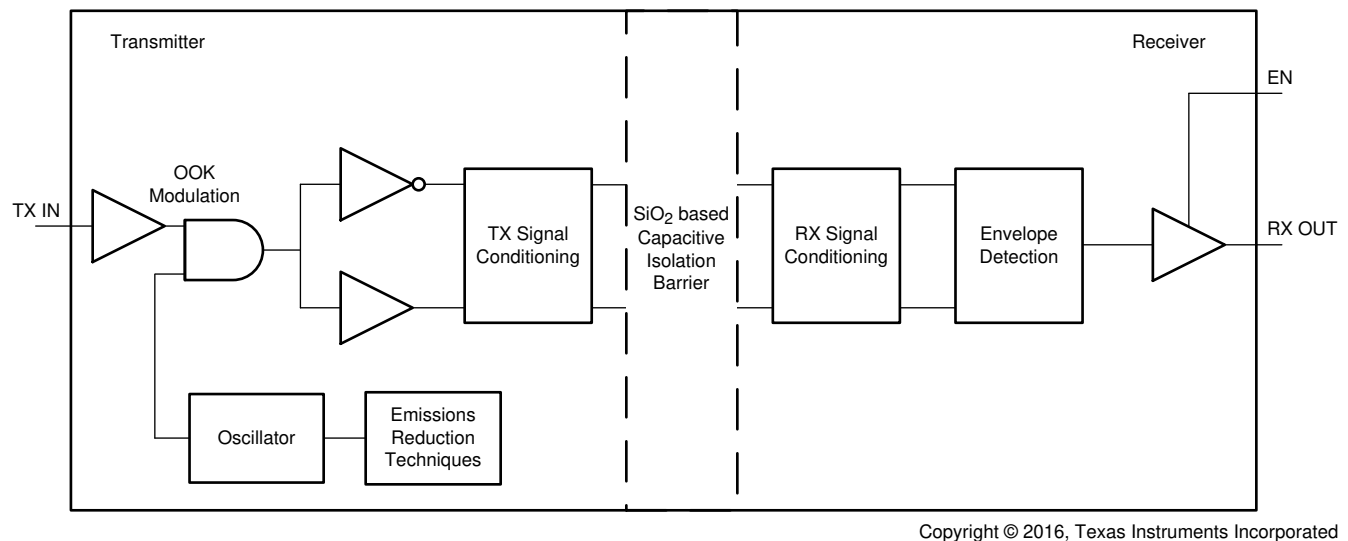 Transmitter
Receiver
EN
OOK
Modulation
TX IN
TX Signal
Conditioning
SiO2 based
Capacitive
Isolation
Barrier
RX Signal
Conditioning
Envelope
Detection
RX OUT
Oscillator
Emissions
Reduction
Techniques
Copyright © 2016, Texas Instruments Incorporated